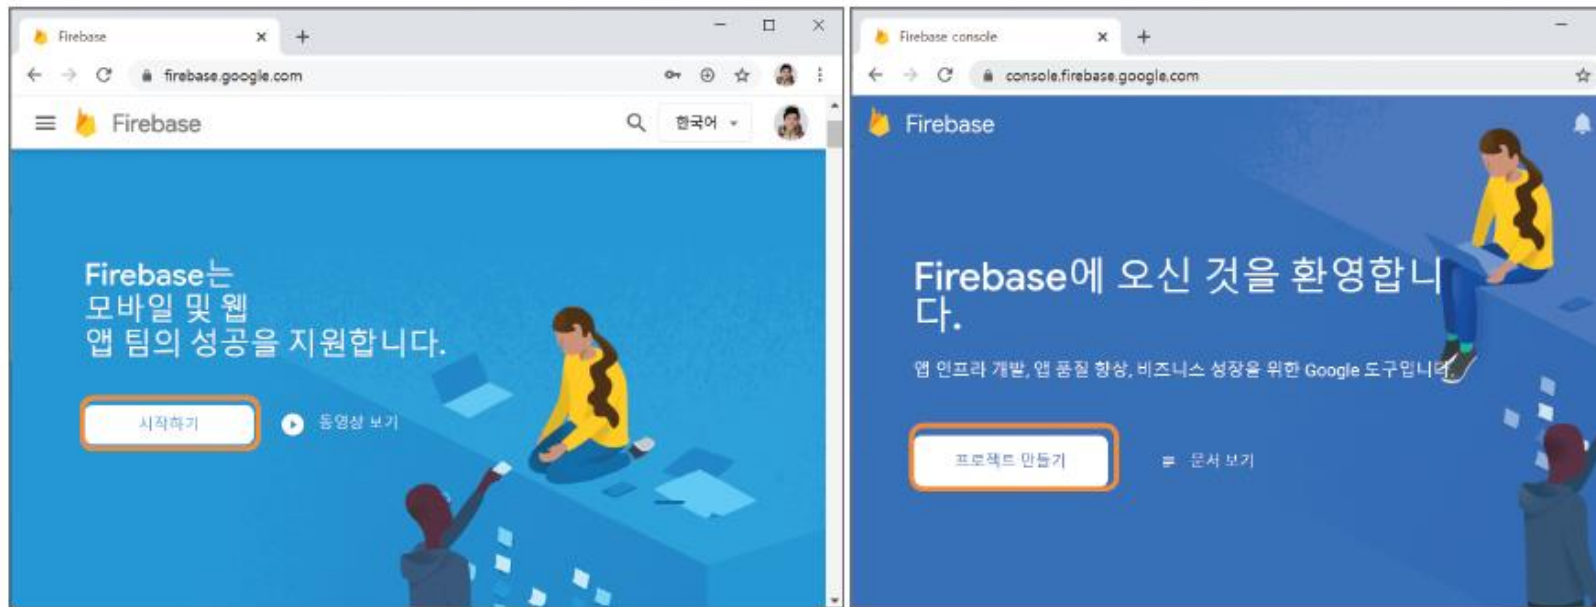 Firebase
firebase.google.com
Firebase
한국어
Firebase는
모바일 및 웹
앱 팀의 성공을 지원합니다.
시작하기
동영상 보기
Firebase console
console.firebase.google.com
Firebase
Firebase에 오신 것을 환영합니
다.
앱 인프라 개발, 앱 품질 향상, 비즈니스 성장을 위한 Google 도구입니다.
프로젝트 만들기
문서 보기